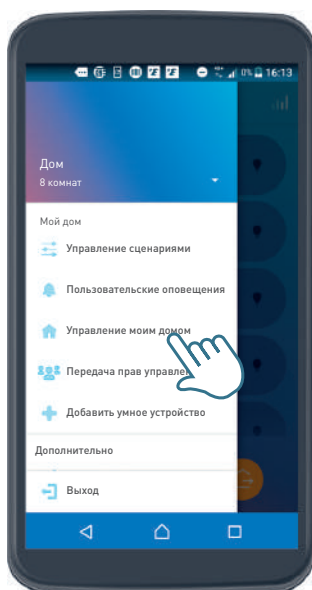 0% 16:13
Дом
8 комнат
Мой дом
Управление сценариями
Пользовательские оповещения
Управление моим домом
Передача прав
Добавить умное устройство
Дополнительно
Выход